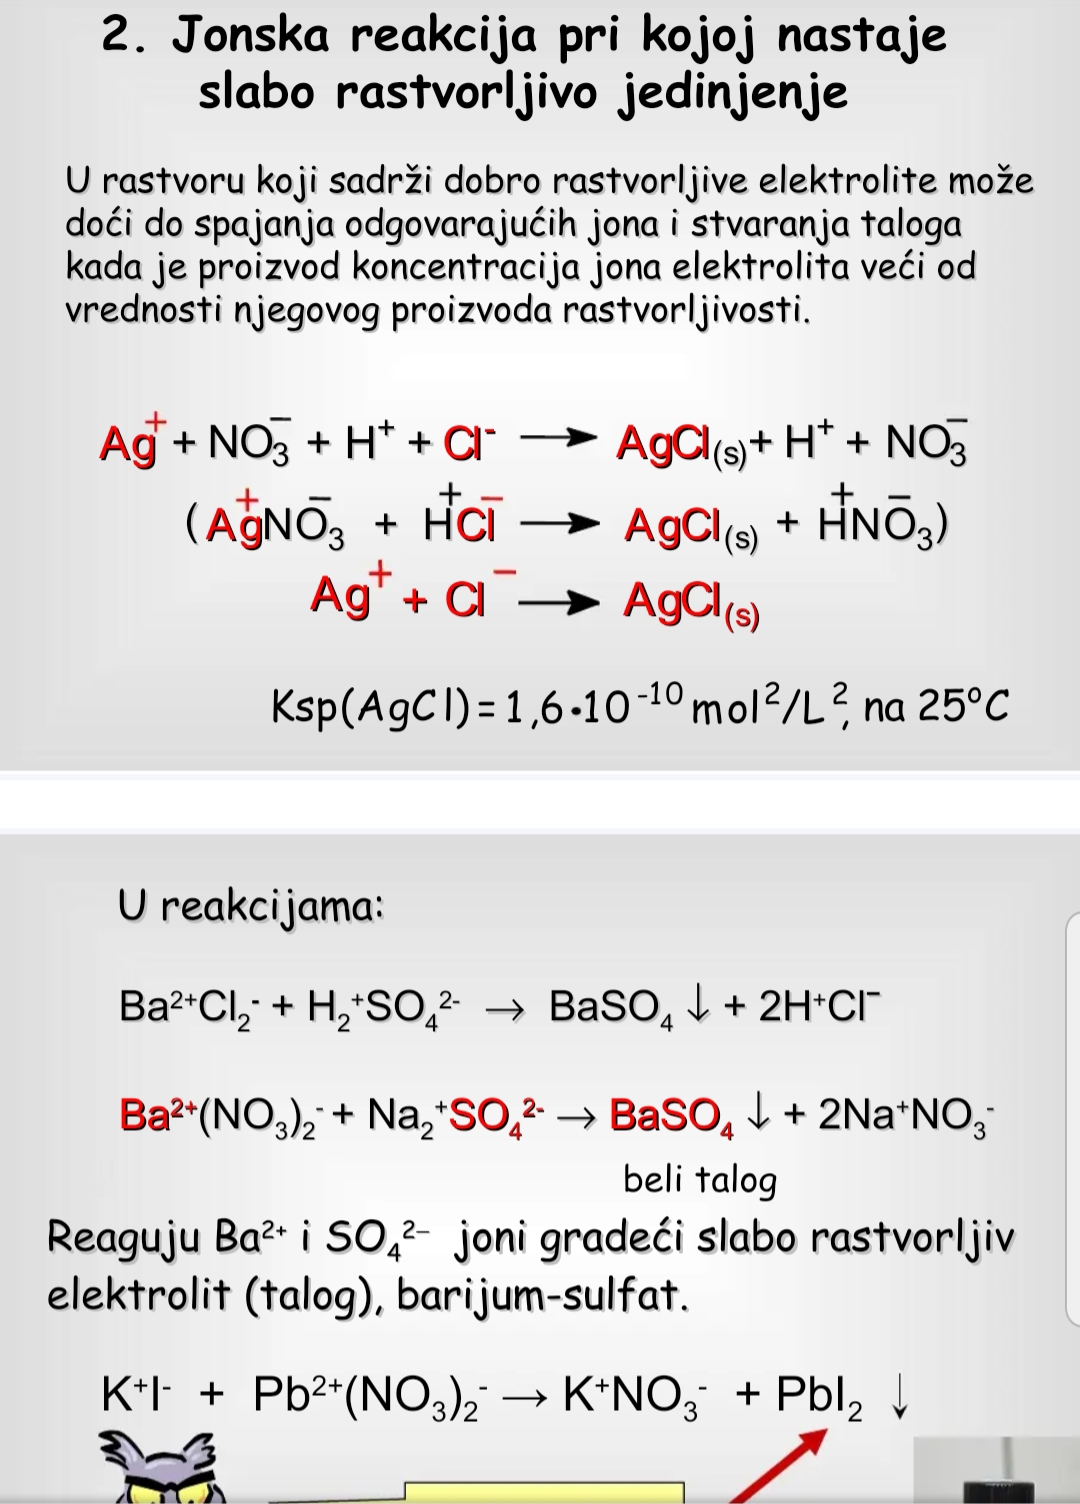 2. Jonska reakcija pri kojoj nastaje
slabo rastvorljivo jedinjenje
U rastvoru koji sadrži dobro rastvorljive elektrolite može
doći do spajanja odgovarajućih jona i stvaranja taloga
kada je proizvod koncentracija jona elektrolita veći od
vrednosti njegovog proizvoda rastvorljivosti.
Ag⁺ + NO₃⁻ + H⁺ + Cl⁻ → AgCl(s) + H⁺ + NO₃⁻
(Ag⁺NO₃⁻ + H⁺Cl⁻ → AgCl(s) + H⁺NO₃⁻)
Ag⁺ + Cl⁻ → AgCl(s)
Ksp(AgCl) = 1,6•10⁻¹⁰ mol²/L², na 25°C
U reakcijama:
Ba²⁺Cl₂⁻ + H₂⁺SO₄²⁻ → BaSO₄ ↓ + 2H⁺Cl⁻
Ba²⁺(NO₃)₂⁻ + Na₂⁺SO₄²⁻ → BaSO₄ ↓ + 2Na⁺NO₃⁻
beli talog
Reaguju Ba²⁺ i SO₄²⁻ joni gradeći slabo rastvorljiv
elektrolit (talog), barijum-sulfat.
K⁺I⁻ + Pb²⁺(NO₃)₂⁻ → K⁺NO₃⁻ + PbI₂ ↓